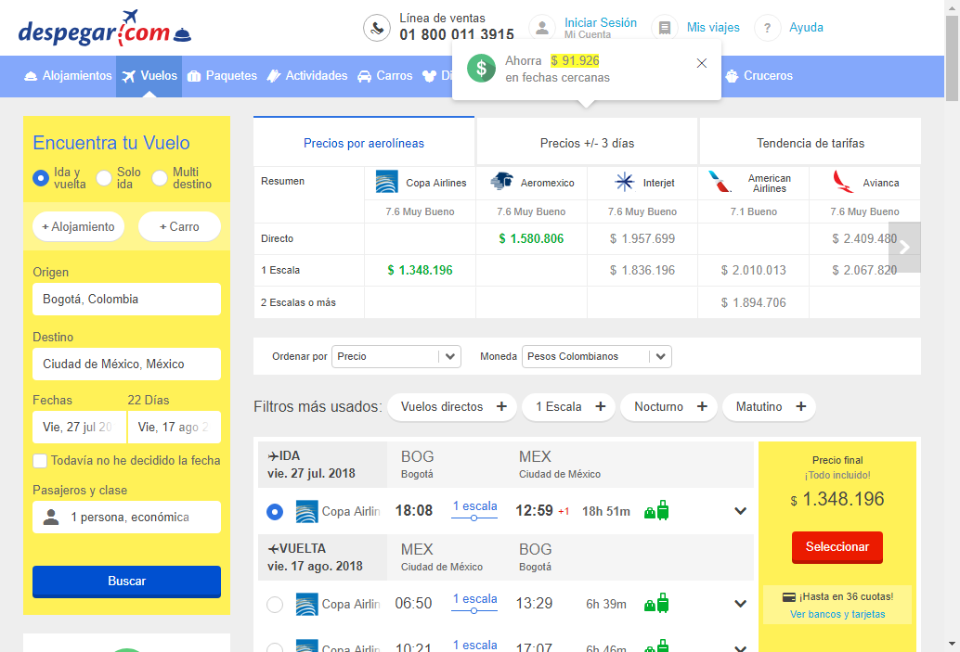 despegar.com
Línea de ventas
01 800 011 3915
Iniciar Sesión
Mi Cuenta
Mis viajes
?
Ayuda
Alojamientos
Vuelos
Paquetes
Actividades
Carros
Di
Cruceros
$
Ahorra $ 91.926
en fechas cercanas
Encuentra tu Vuelo
Ida y
vuelta
Solo
ida
Multi
destino
+ Alojamiento
+ Carro
Origen
Bogotá, Colombia
Destino
Ciudad de México, México
Fechas
22 Días
Vie, 27 jul 20
Vie, 17 ago 2
Todavía no he decidido la fecha
Pasajeros y clase
1 persona, económica
Buscar
Precios por aerolíneas
Precios +/- 3 días
Tendencia de tarifas
Resumen
Copa Airlines
Aeromexico
Interjet
American
Airlines
Avianca
7.6 Muy Bueno
7.6 Muy Bueno
7.6 Muy Bueno
7.1 Bueno
7.6 Muy Bueno
Directo
$ 1.580.806
$ 1.957.699
$ 2.409.480
1 Escala
$ 1.348.196
$ 1.836.196
$ 2.010.013
$ 2.067.820
2 Escalas o más
$ 1.894.706
Ordenar por
Precio
Moneda
Pesos Colombianos
Filtros más usados:
Vuelos directos +
1 Escala +
Nocturno +
Matutino +
IDA
vie. 27 jul. 2018
BOG
Bogotá
MEX
Ciudad de México
Copa Airlin
18:08
1 escala
12:59 +1
18h 51m
VUELTA
vie. 17 ago. 2018
MEX
Ciudad de México
BOG
Bogotá
Copa Airlin
06:50
1 escala
13:29
6h 39m
Copa Airlin
10:21
1 escala
17:07
6h 46m
Precio final
¡Todo incluido!
$ 1.348.196
Seleccionar
¡Hasta en 36 cuotas!
Ver bancos y tarjetas